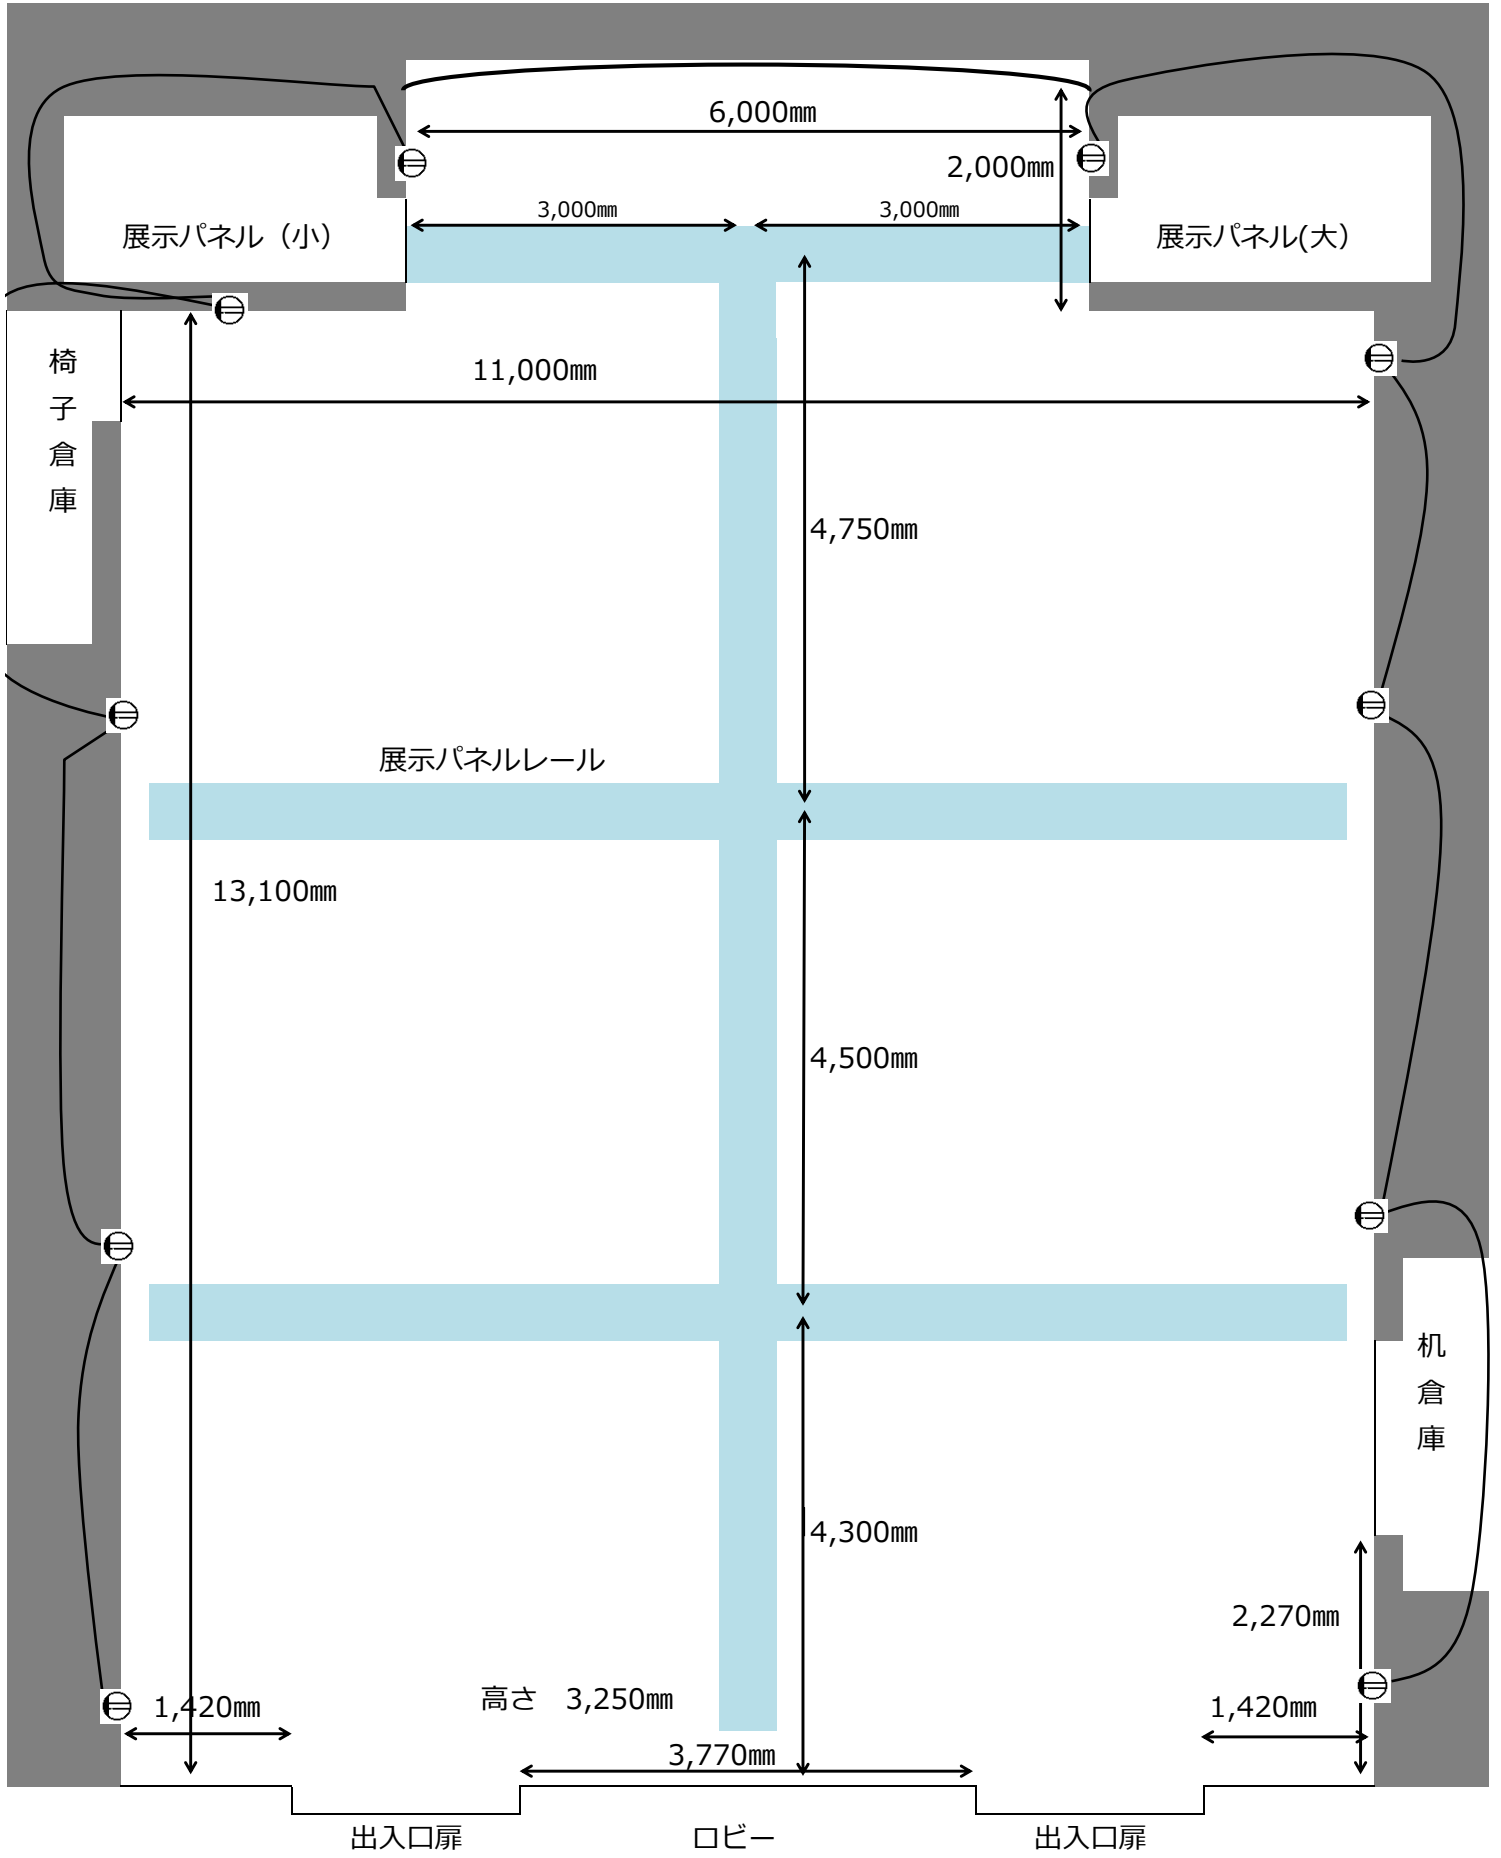 6,000㎜
2,000㎜
3,000㎜
3,000㎜
展示パネル（小）
展示パネル(大）
椅子倉庫
11,000㎜
4,750㎜
展示パネルレール
13,100㎜
4,500㎜
机倉庫
4,300㎜
2,270㎜
1,420㎜
高さ　3,250㎜
1,420㎜
3,770㎜
出入口扉
ロビー
出入口扉